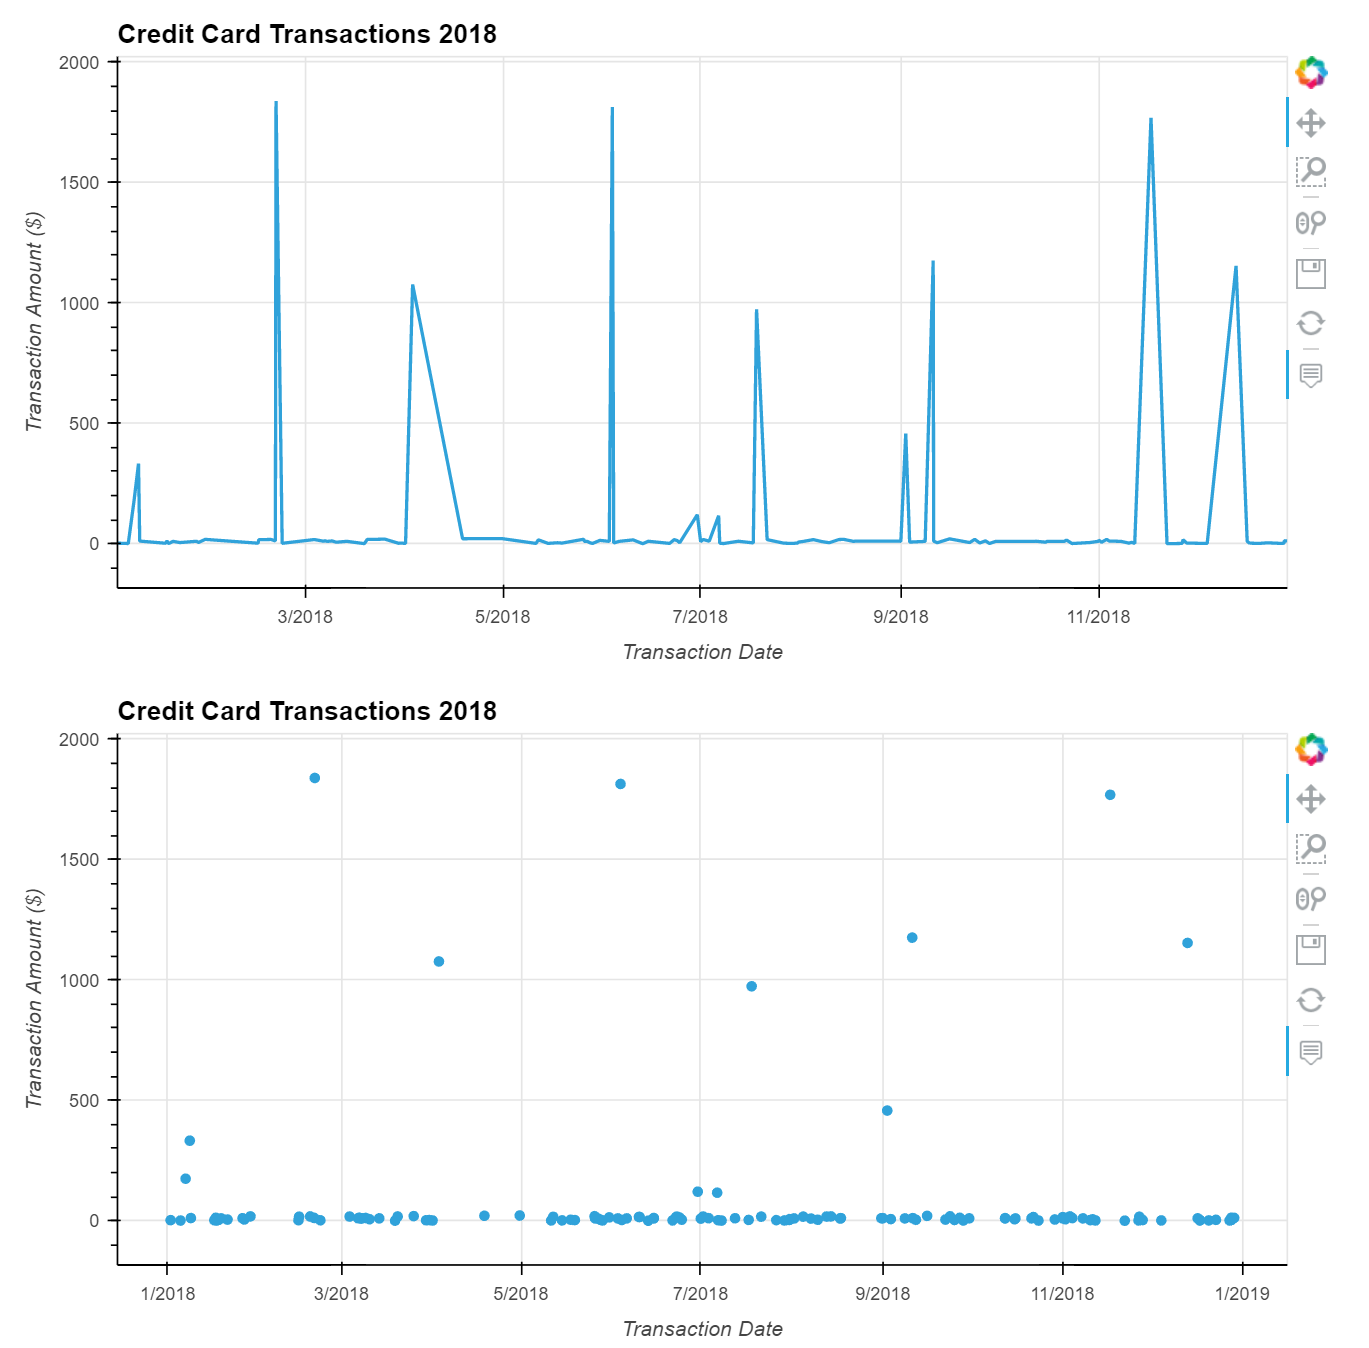 Credit Card Transactions 2018
2000
1500
1000
500
0
Transaction Amount ($)
3/2018 5/2018 7/2018 9/2018 11/2018
Transaction Date
Credit Card Transactions 2018
2000
1500
1000
500
0
Transaction Amount ($)
1/2018 3/2018 5/2018 7/2018 9/2018 11/2018 1/2019
Transaction Date